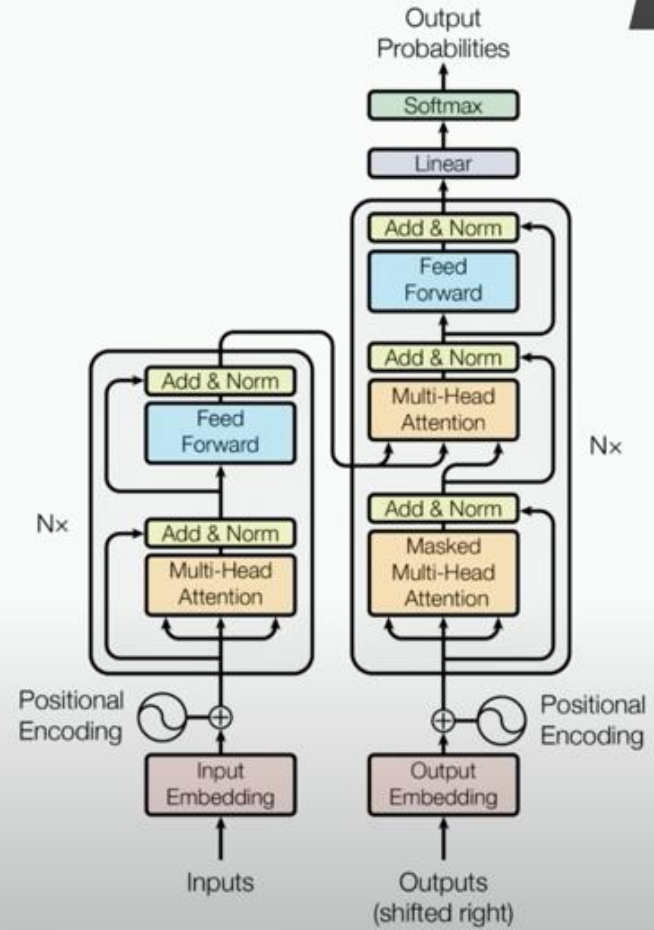 Output
Probabilities
Softmax
Linear
Add & Norm
Feed
Forward
Add & Norm
Multi-Head
Attention
Add & Norm
Masked
Multi-Head
Attention
N×
Add & Norm
Feed
Forward
Add & Norm
Multi-Head
Attention
N×
Positional
Encoding
Positional
Encoding
Input
Embedding
Output
Embedding
Inputs
Outputs
(shifted right)